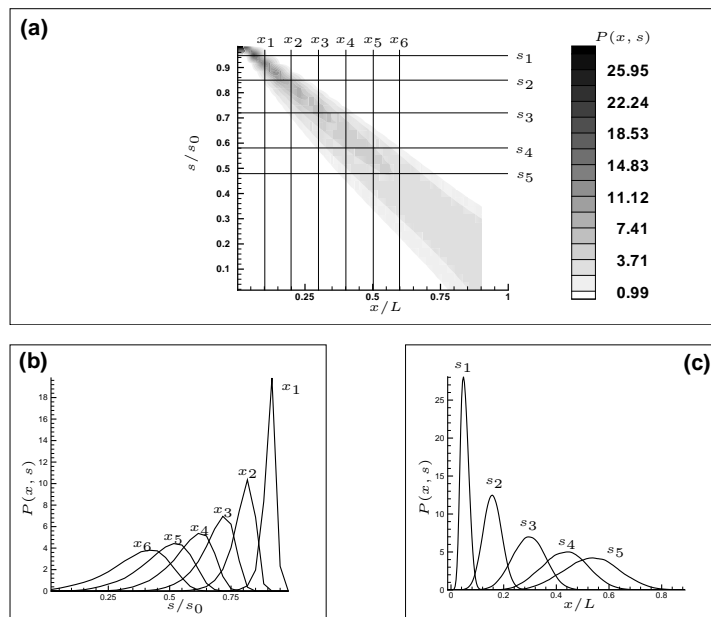 (a)
x1 x2 x3 x4 x5 x6
P(x, s)
s1
s2
s3
s4
s5
0.9
0.8
0.7
0.6
0.5
0.4
0.3
0.2
0.1
s/s0
0.25 0.5 0.75 1
x/L
25.95
22.24
18.53
14.83
11.12
7.41
3.71
0.99
(b)
x1
x2
x3
x4
x5
x6
18
16
14
12
10
8
6
4
2
0
P(x, s)
0.25 0.75
s/s0
(c)
s1
s2
s3
s4
s5
25
20
15
10
5
0
P(x, s)
0 0.2 0.4 0.6 0.8
x/L